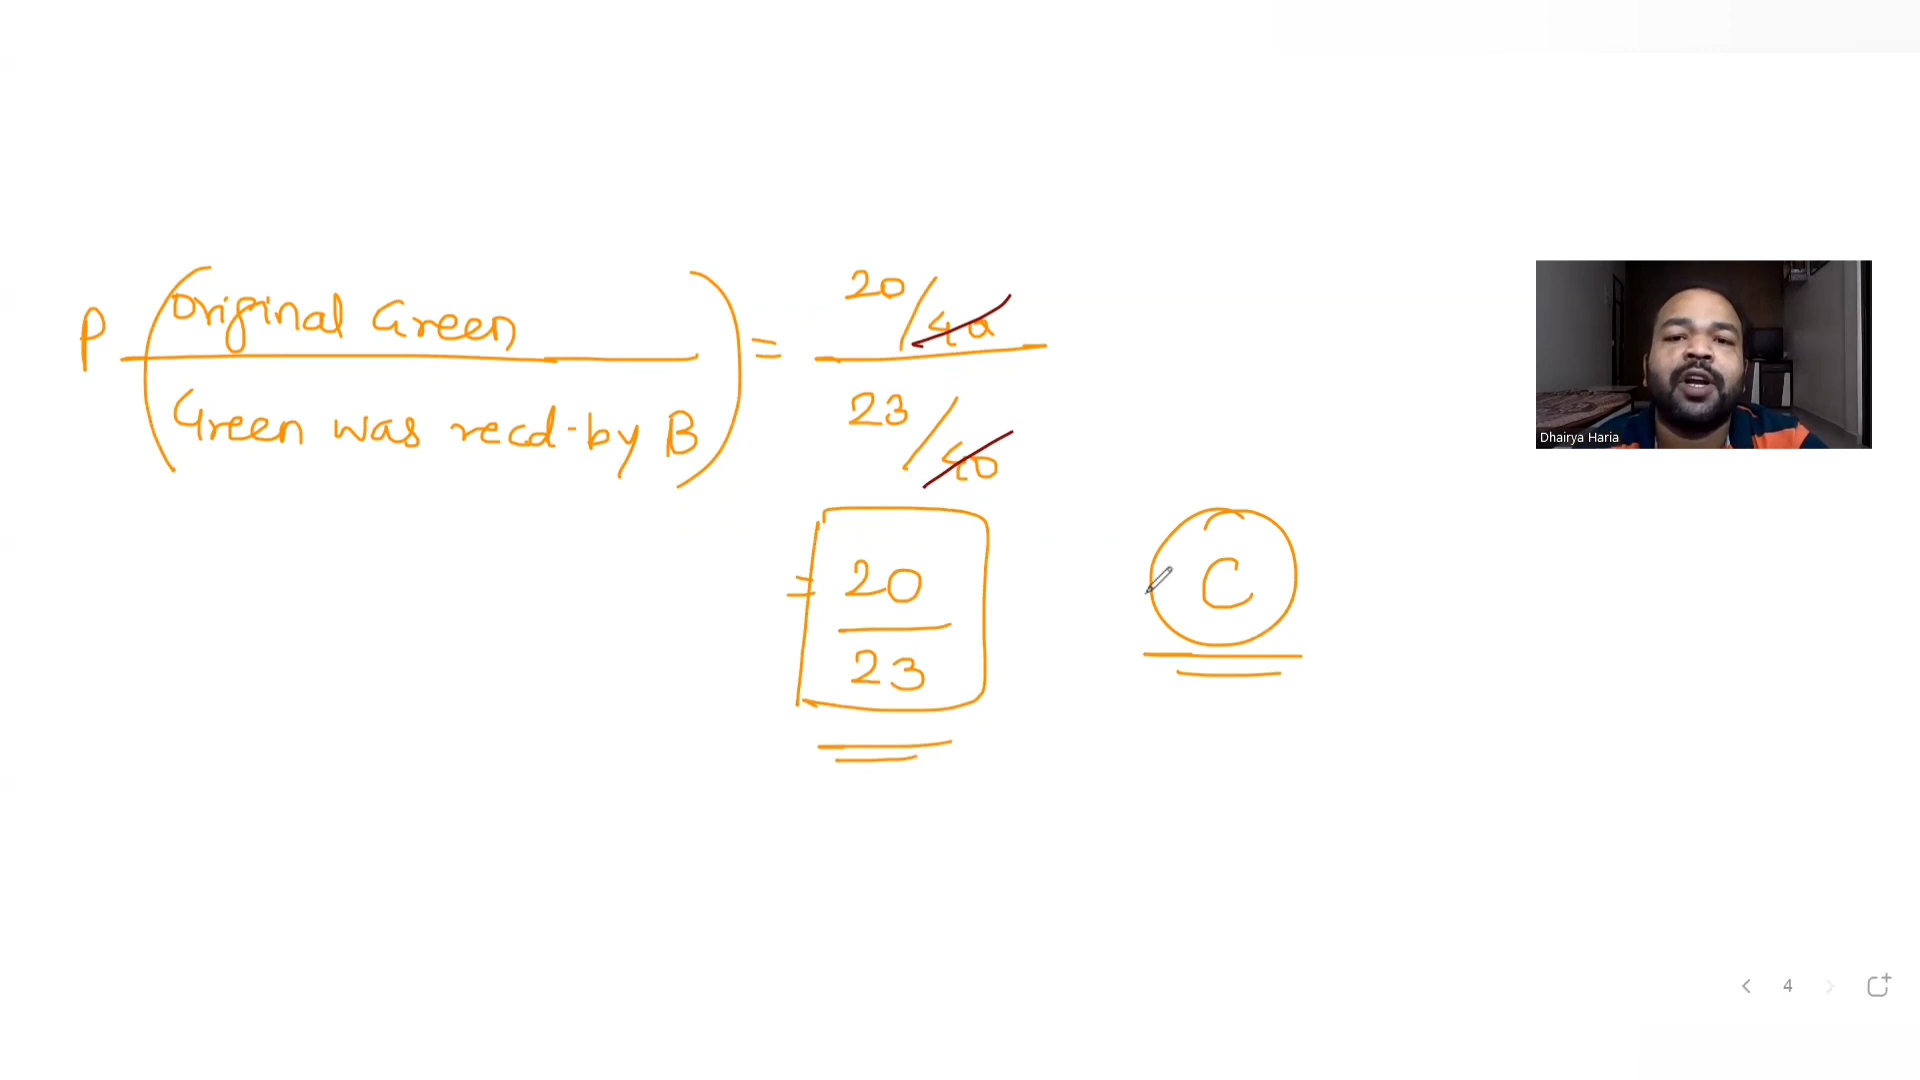 P (Original Green / Green was recd-by B) = 20/40 / 23/40
= 20/23
C
Dhairya Haria
4